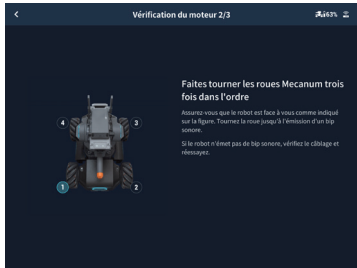 Vérification du moteur 2/3
63%
Faites tourner les roues Mecanum trois
fois dans l'ordre
Assurez-vous que le robot est face à vous comme indiqué
sur la figure. Tournez la roue jusqu'à l'émission d'un bip
sonore.
Si le robot n'émet pas de bip sonore, vérifiez le câblage et
réessayez.
4
3
1
2